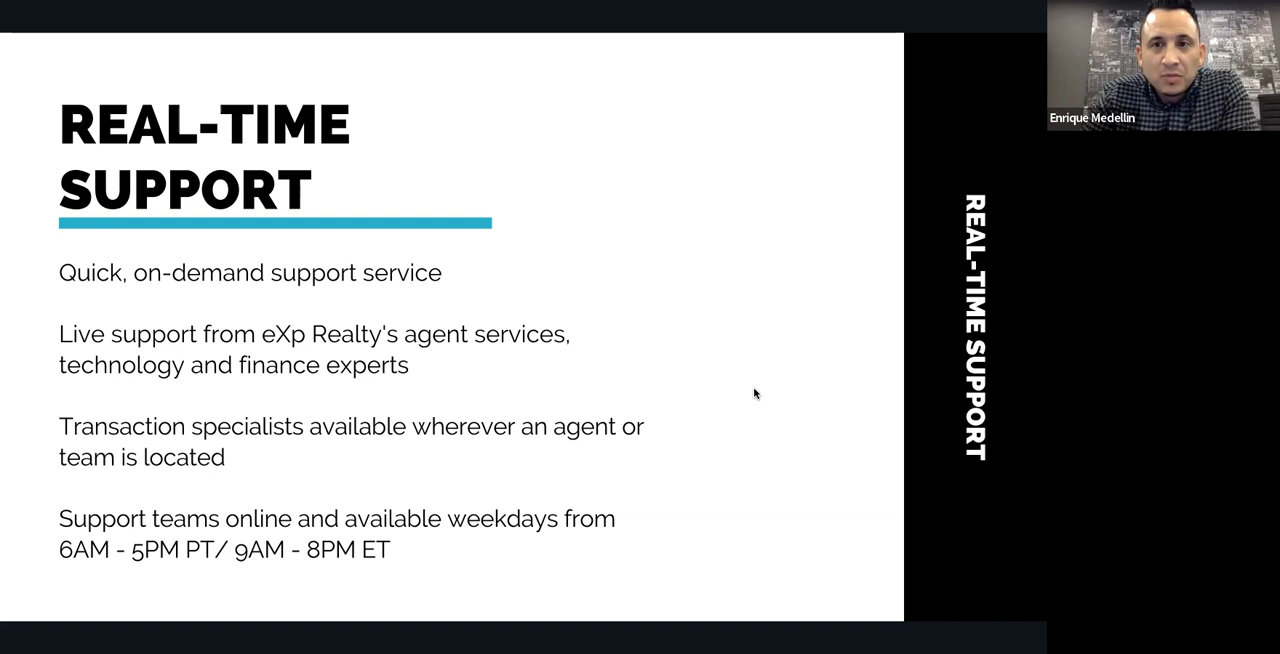 REAL-TIME
SUPPORT
Quick, on-demand support service
Live support from eXp Realty's agent services,
technology and finance experts
Transaction specialists available wherever an agent or
team is located
Support teams online and available weekdays from
6AM - 5PM PT/ 9AM - 8PM ET
REAL-TIME SUPPORT
Enrique Medellin